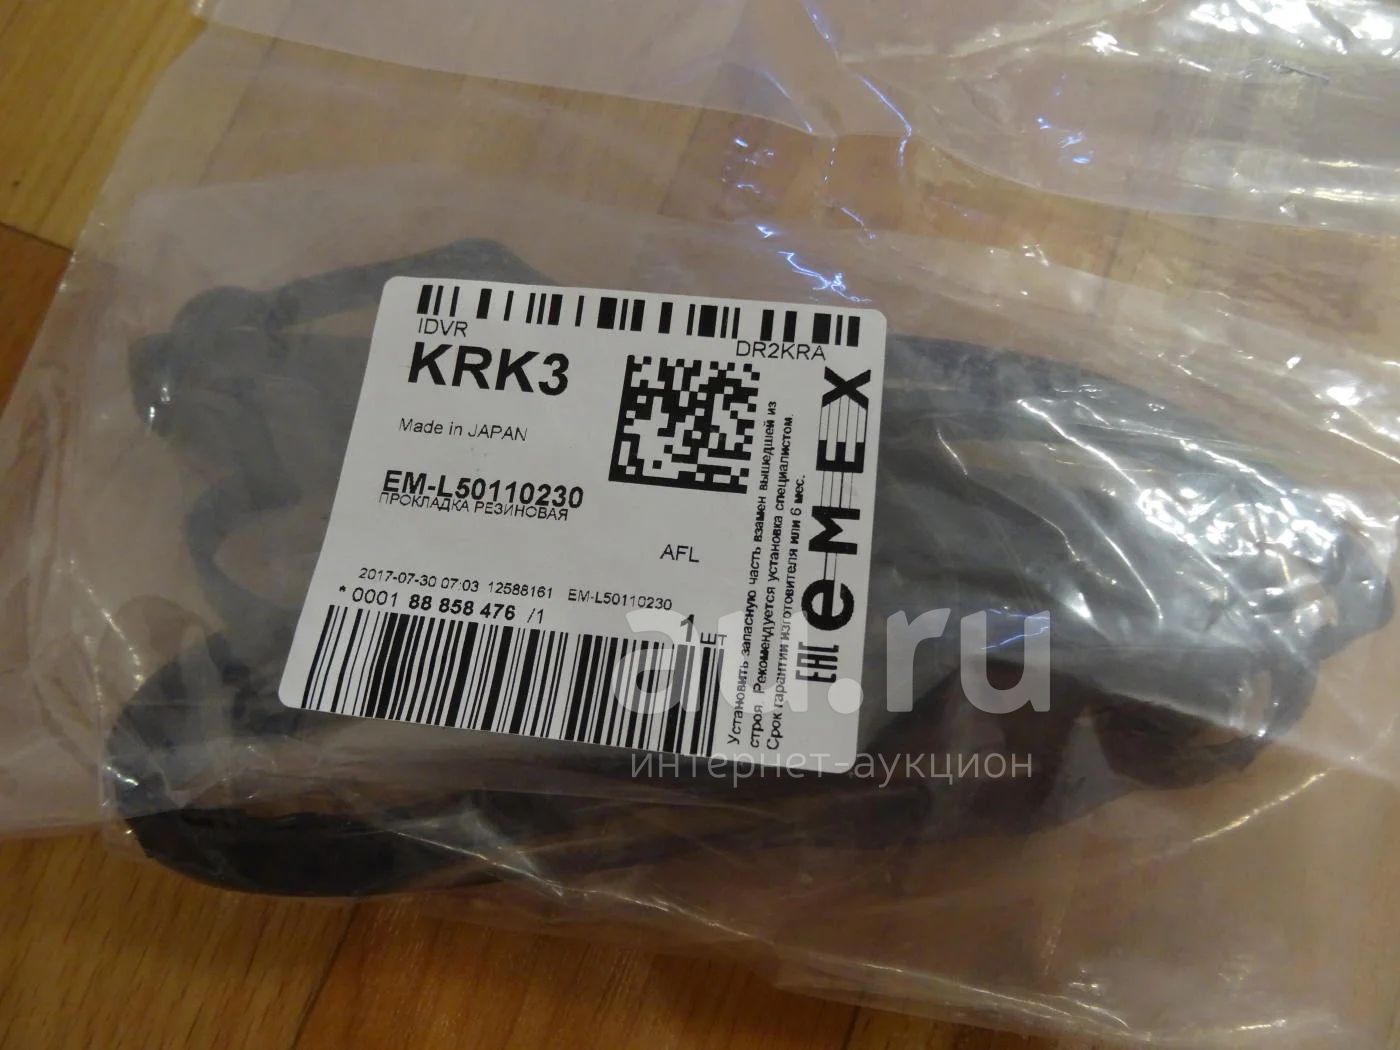 IDVR
DR2KRA
KRK3
Made in JAPAN
EM-L50110230
ПРОКЛАДКА РЕЗИНОВАЯ
AFL
2017-07-30 07:03 12588161 EM-L50110230
* 0001 88 858 476 /1
1 ШТ
Установить запасную часть взамен вышедшей из
строя. Рекомендуется установка специалистом.
Срок гарантии изготовителя или 6 мес.
EAC
eMEX
au.ru
интернет-аукцион